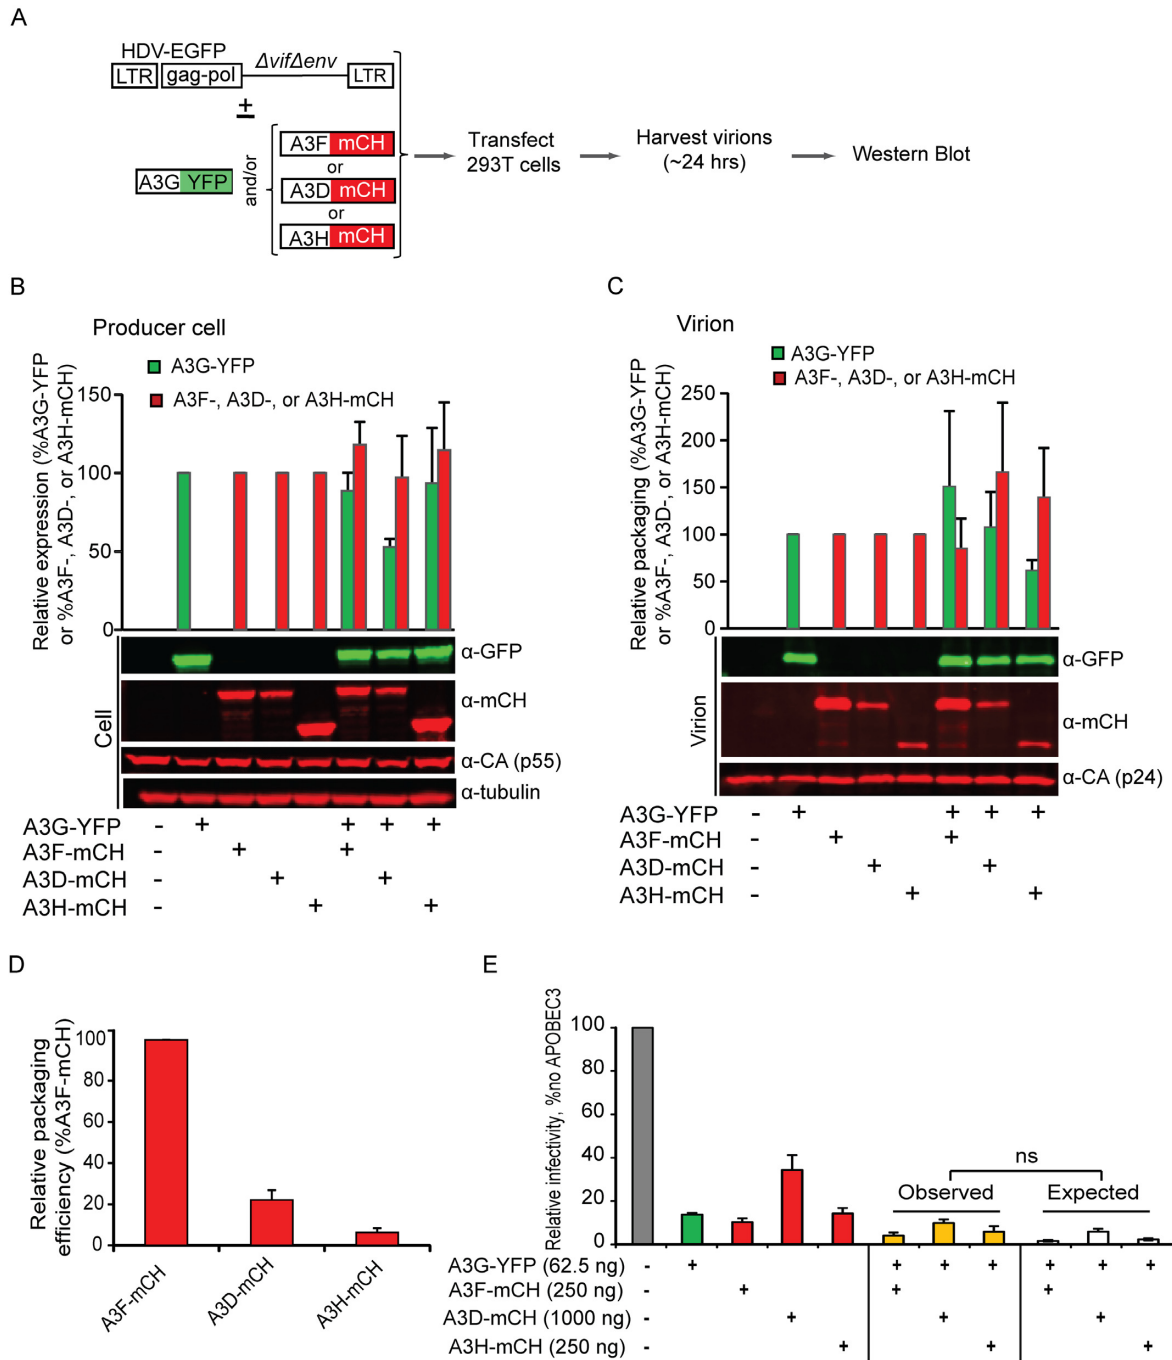 A
HDV-EGFP
LTR gag-pol ΔvifΔenv LTR
±
A3G YFP
and/or
A3F mCH
or
A3D mCH
or
A3H mCH
Transfect
293T cells
Harvest virions
(~24 hrs)
Western Blot
B
Producer cell
A3G-YFP
A3F-, A3D-, or A3H-mCH
Relative expression (%A3G-YFP
or %A3F-, A3D-, or A3H-mCH)
150
100
50
0
Cell
α-GFP
α-mCH
α-CA (p55)
α-tubulin
A3G-YFP - + + + +
A3F-mCH - + +
A3D-mCH - + +
A3H-mCH - + +
C
Virion
A3G-YFP
A3F-, A3D-, or A3H-mCH
Relative packaging (%A3G-YFP
or %A3F-, A3D-, or A3H-mCH)
250
200
150
100
50
0
Virion
α-GFP
α-mCH
α-CA (p24)
A3G-YFP - + + + +
A3F-mCH - + +
A3D-mCH - + +
A3H-mCH - + +
D
Relative packaging
efficiency (%A3F-mCH)
100
80
60
40
20
0
A3F-mCH
A3D-mCH
A3H-mCH
E
Relative infectivity, %no APOBEC3
100
80
60
40
20
0
ns
Observed Expected
A3G-YFP (62.5 ng) - + + + + + + +
A3F-mCH (250 ng) - + + +
A3D-mCH (1000 ng) - + + +
A3H-mCH (250 ng) - + + +